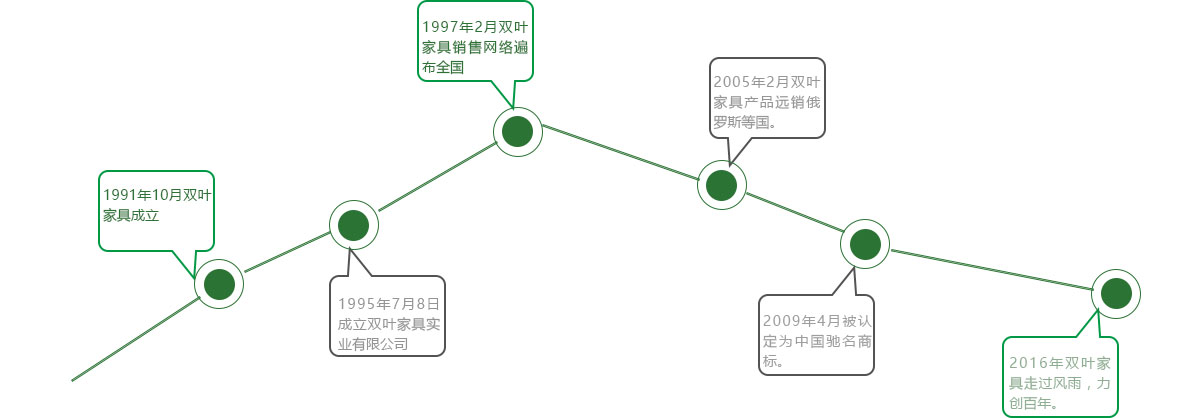 1991年10月双叶
家具成立
1995年7月8日
成立双叶家具实
业有限公司
1997年2月双叶
家具销售网络遍
布全国
2005年2月双叶
家具产品远销俄
罗斯等国。
2009年4月被认
定为中国驰名商
标。
2016年双叶家
具走过风雨，力
创百年。